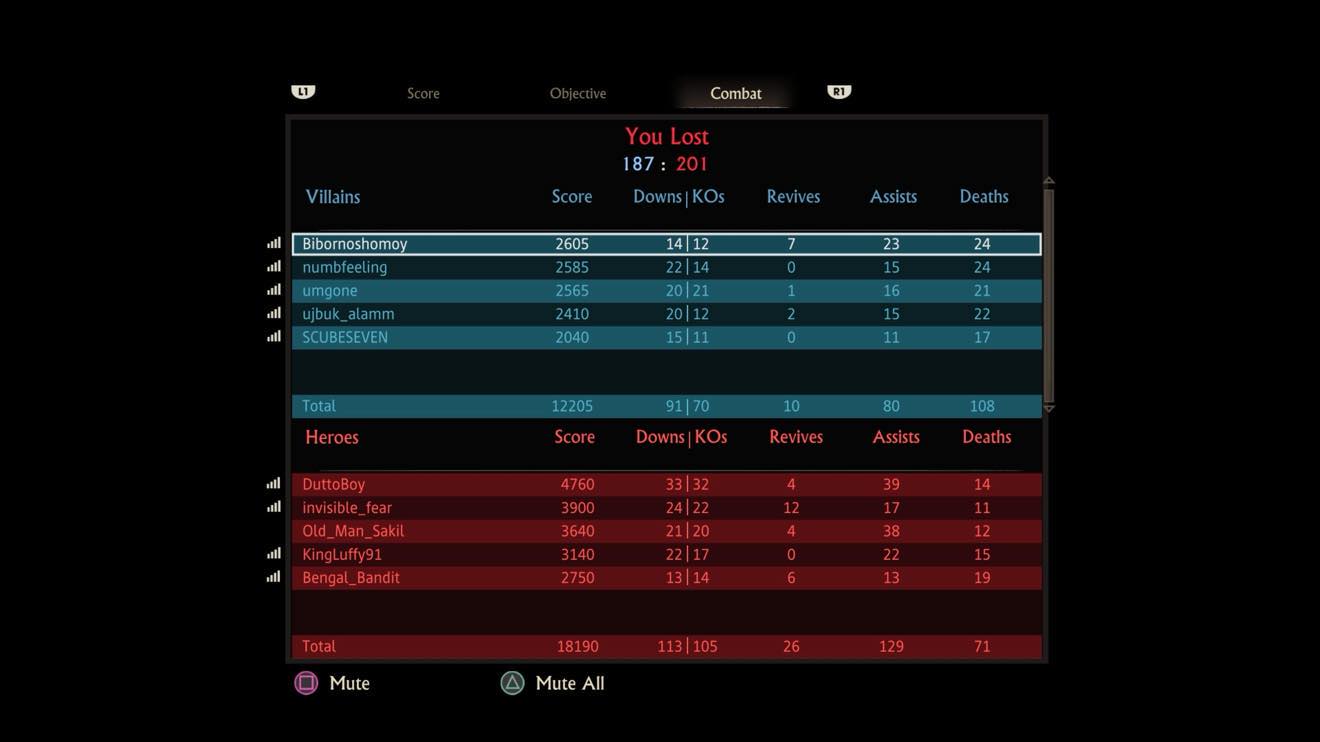 L1 Score Objective Combat R1
You Lost
187 : 201
Villains Score Downs|KOs Revives Assists Deaths
Bibornoshomoy 2605 14|12 7 23 24
numbfeeling 2585 22|14 0 15 24
umgone 2565 20|21 1 16 21
ujbuk_alamm 2410 20|12 2 15 22
SCUBESEVEN 2040 15|11 0 11 17
Total 12205 91|70 10 80 108
Heroes Score Downs|KOs Revives Assists Deaths
DuttoBoy 4760 33|32 4 39 14
invisible_fear 3900 24|22 12 17 11
Old_Man_Sakil 3640 21|20 4 38 12
KingLuffy91 3140 22|17 0 22 15
Bengal_Bandit 2750 13|14 6 13 19
Total 18190 113|105 26 129 71
Mute Mute All